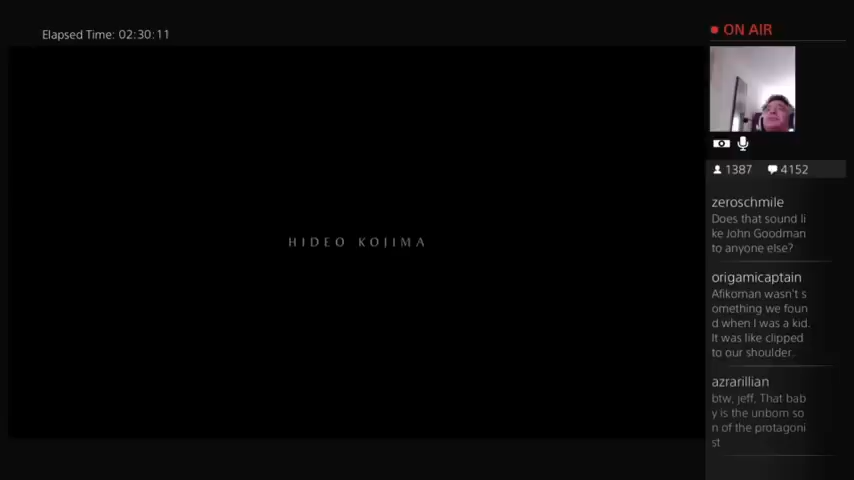 Elapsed Time: 02:30:11
ON AIR
HIDEO KOJIMA
1387 4152
zeroschmile
Does that sound li
ke John Goodman
to anyone else?
origamicaptain
Afikoman wasn't s
omething we foun
d when I was a kid.
It was like clipped
to our shoulder.
azrarillian
btw, jeff, That bab
y is the unborn so
n of the protagoni
st